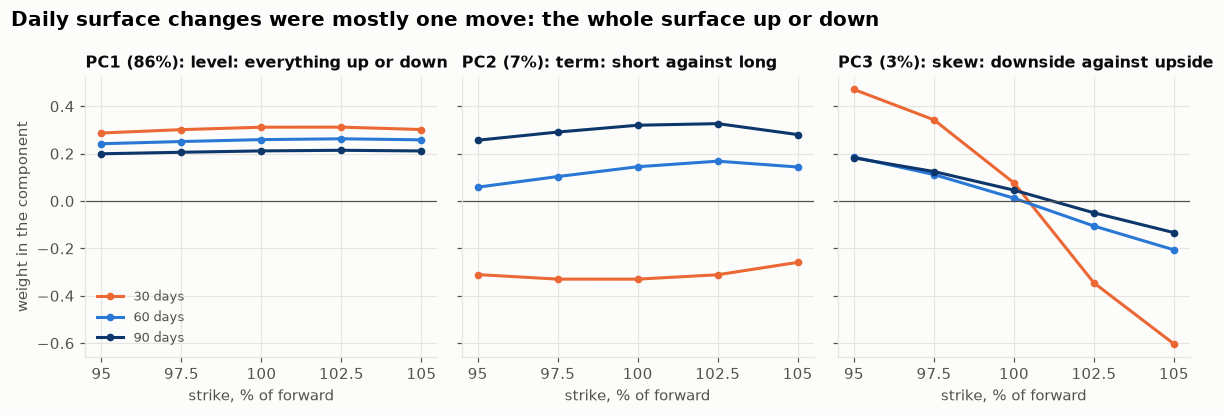 Daily surface changes were mostly one move: the whole surface up or down
PC1 (86%): level: everything up or down
PC2 (7%): term: short against long
PC3 (3%): skew: downside against upside
weight in the component
0.4
0.2
0.0
−0.2
−0.4
−0.6
30 days
60 days
90 days
95 97.5 100 102.5 105
strike, % of forward
95 97.5 100 102.5 105
strike, % of forward
95 97.5 100 102.5 105
strike, % of forward